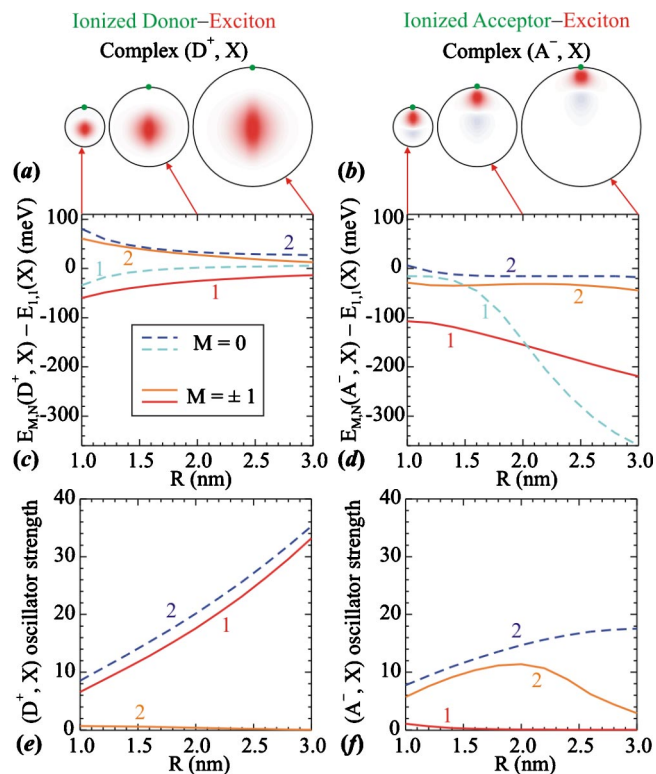 Ionized Donor–Exciton
Complex (D⁺, X)
Ionized Acceptor–Exciton
Complex (A⁻, X)
(a)
(b)
E_{M,N}(D⁺, X) − E_{1,1}(X) (meV)
100
0
-100
-200
-300
1
2
2
1
M = 0
M = ± 1
1.0 1.5 2.0 2.5 3.0
R (nm)
(c)
E_{M,N}(A⁻, X) − E_{1,1}(X) (meV)
100
0
-100
-200
-300
2
1
2
1
1.0 1.5 2.0 2.5 3.0
R (nm)
(d)
(D⁺, X) oscillator strength
40
30
20
10
0
2
1
2
1.0 1.5 2.0 2.5 3.0
R (nm)
(e)
(A⁻, X) oscillator strength
40
30
20
10
0
2
2
1
1.0 1.5 2.0 2.5 3.0
R (nm)
(f)